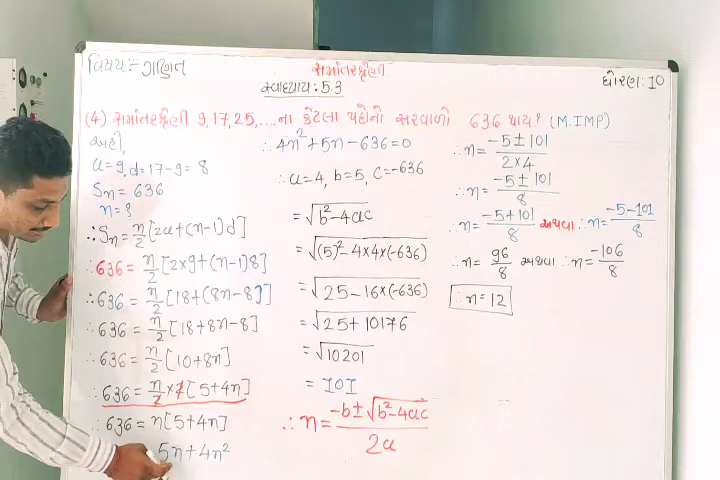 વિષય:- ગણિત
સમાંતરશ્રેણી
સ્વાધ્યાય: 5.3
ધોરણ: 10
(4) સમાંતરશ્રેણી 9, 17, 25, .... ના કેટલા પદોનો સરવાળો 636 થાય? (M.IMP)
અહીં,
a = 9, d = 17 - 9 = 8
Sn = 636
n = ?
∴ Sn = n/2 [2a + (n-1)d]
∴ 636 = n/2 [2×9 + (n-1)8]
∴ 636 = n/2 [18 + (8n - 8)]
∴ 636 = n/2 [18 + 8n - 8]
∴ 636 = n/2 [10 + 8n]
∴ 636 = n/2 × 2 [5 + 4n]
∴ 636 = n[5 + 4n]
5n + 4n²
∴ 4n² + 5n - 636 = 0
∴ a = 4, b = 5, c = -636
= √b² - 4ac
= √(5)² - 4×4×(-636)
= √25 - 16×(-636)
= √25 + 10176
= √10201
= 101
∴ n = -b ± √b² - 4ac / 2a
∴ n = -5 ± 101 / 2×4
∴ n = -5 ± 101 / 8
∴ n = -5 + 101 / 8 અથવા ∴ n = -5 - 101 / 8
∴ n = 96/8 અથવા ∴ n = -106/8
∴ n = 12